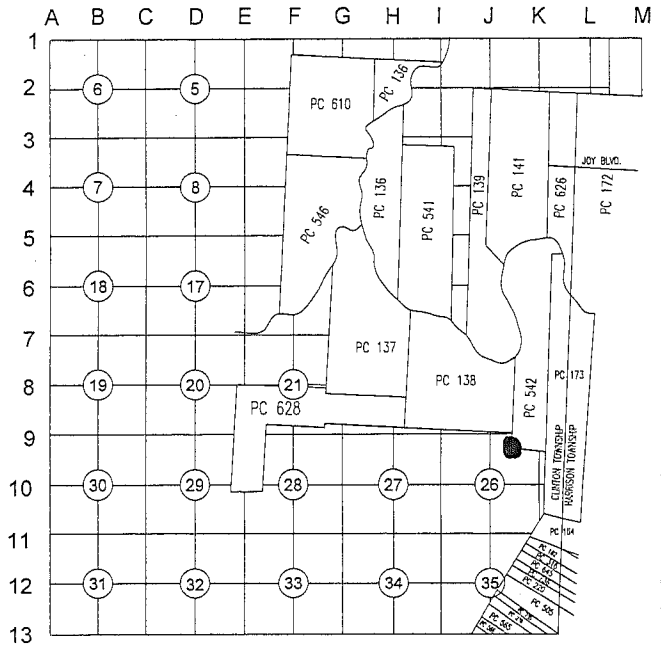 A B C D E F G H I J K L M
1
PC 136
2
6
5
PC 610
3
JOY BLVD.
PC 141
PC 626
PC 172
4
7
8
PC 136
PC 139
PC 546
PC 541
5
6
18
17
7
PC 137
8
19
20
21
PC 138
PC 542
PC 173
PC 628
9
CLINTON TOWNSHIP
HARRISON TOWNSHIP
10
30
29
28
27
26
11
12
31
32
33
34
35
PC 220
PC 505
PC 565
13